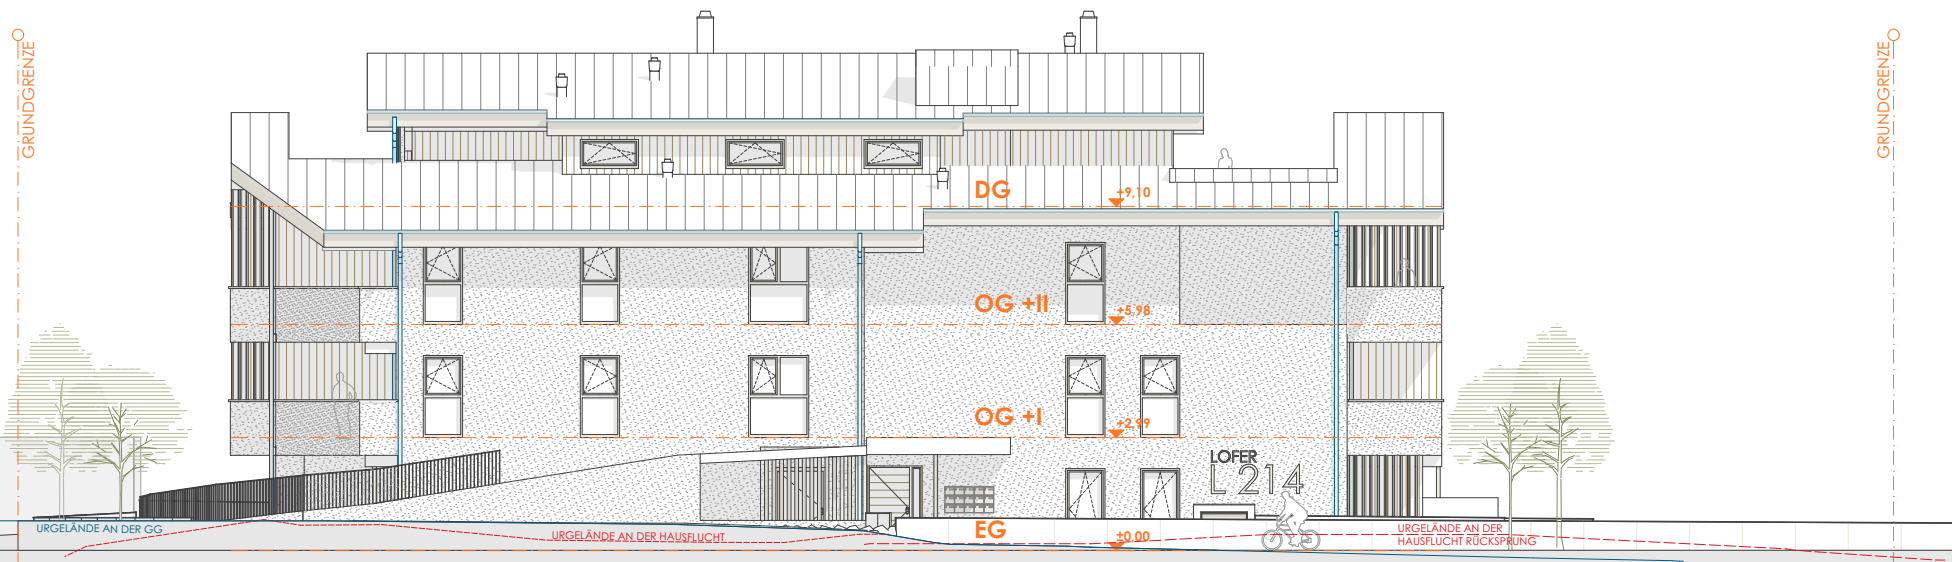 GRUNDGRENZE
GRUNDGRENZE
DG
+9,10
OG +II
+5,98
OG +I
+2,99
LOFER
L 214
URGELÄNDE AN DER GG
URGELÄNDE AN DER HAUSFLUCHT
EG
±0,00
URGELÄNDE AN DER
HAUSFLUCHT RÜCKSPRUNG